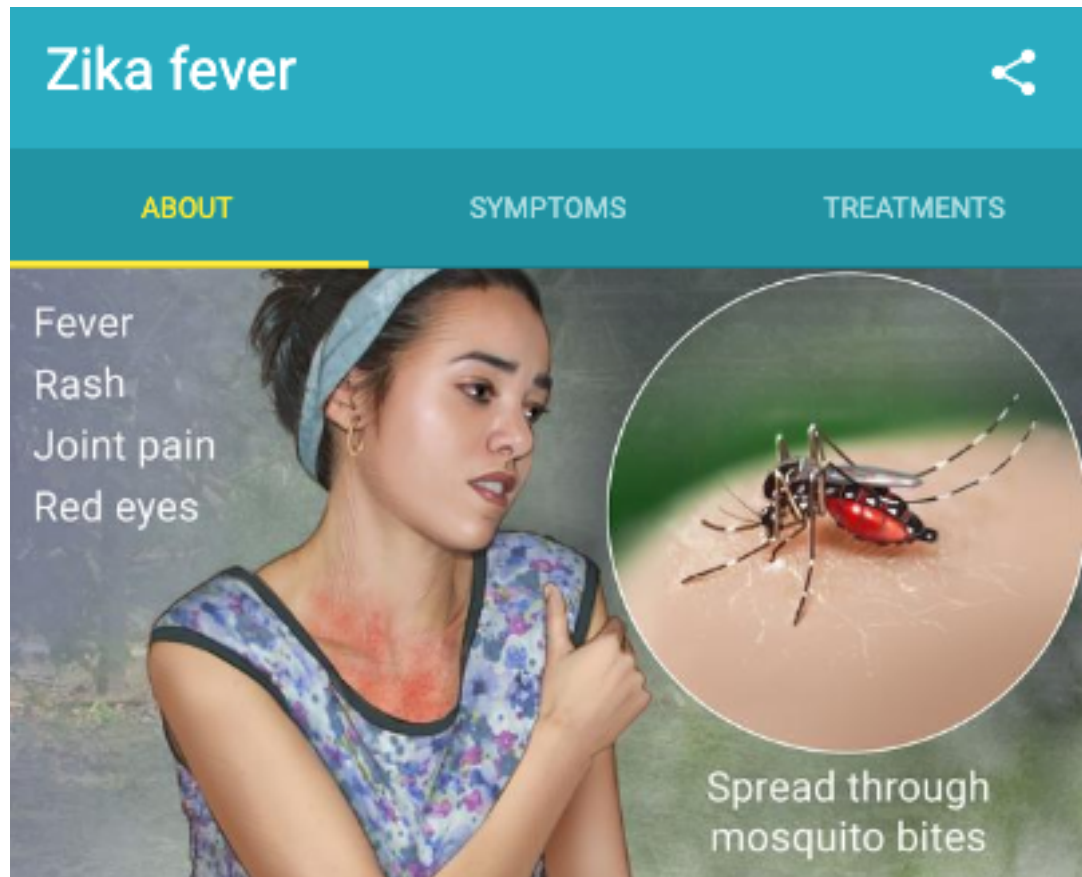 Zika fever
ABOUT
SYMPTOMS
TREATMENTS
Fever
Rash
Joint pain
Red eyes
Spread through
mosquito bites